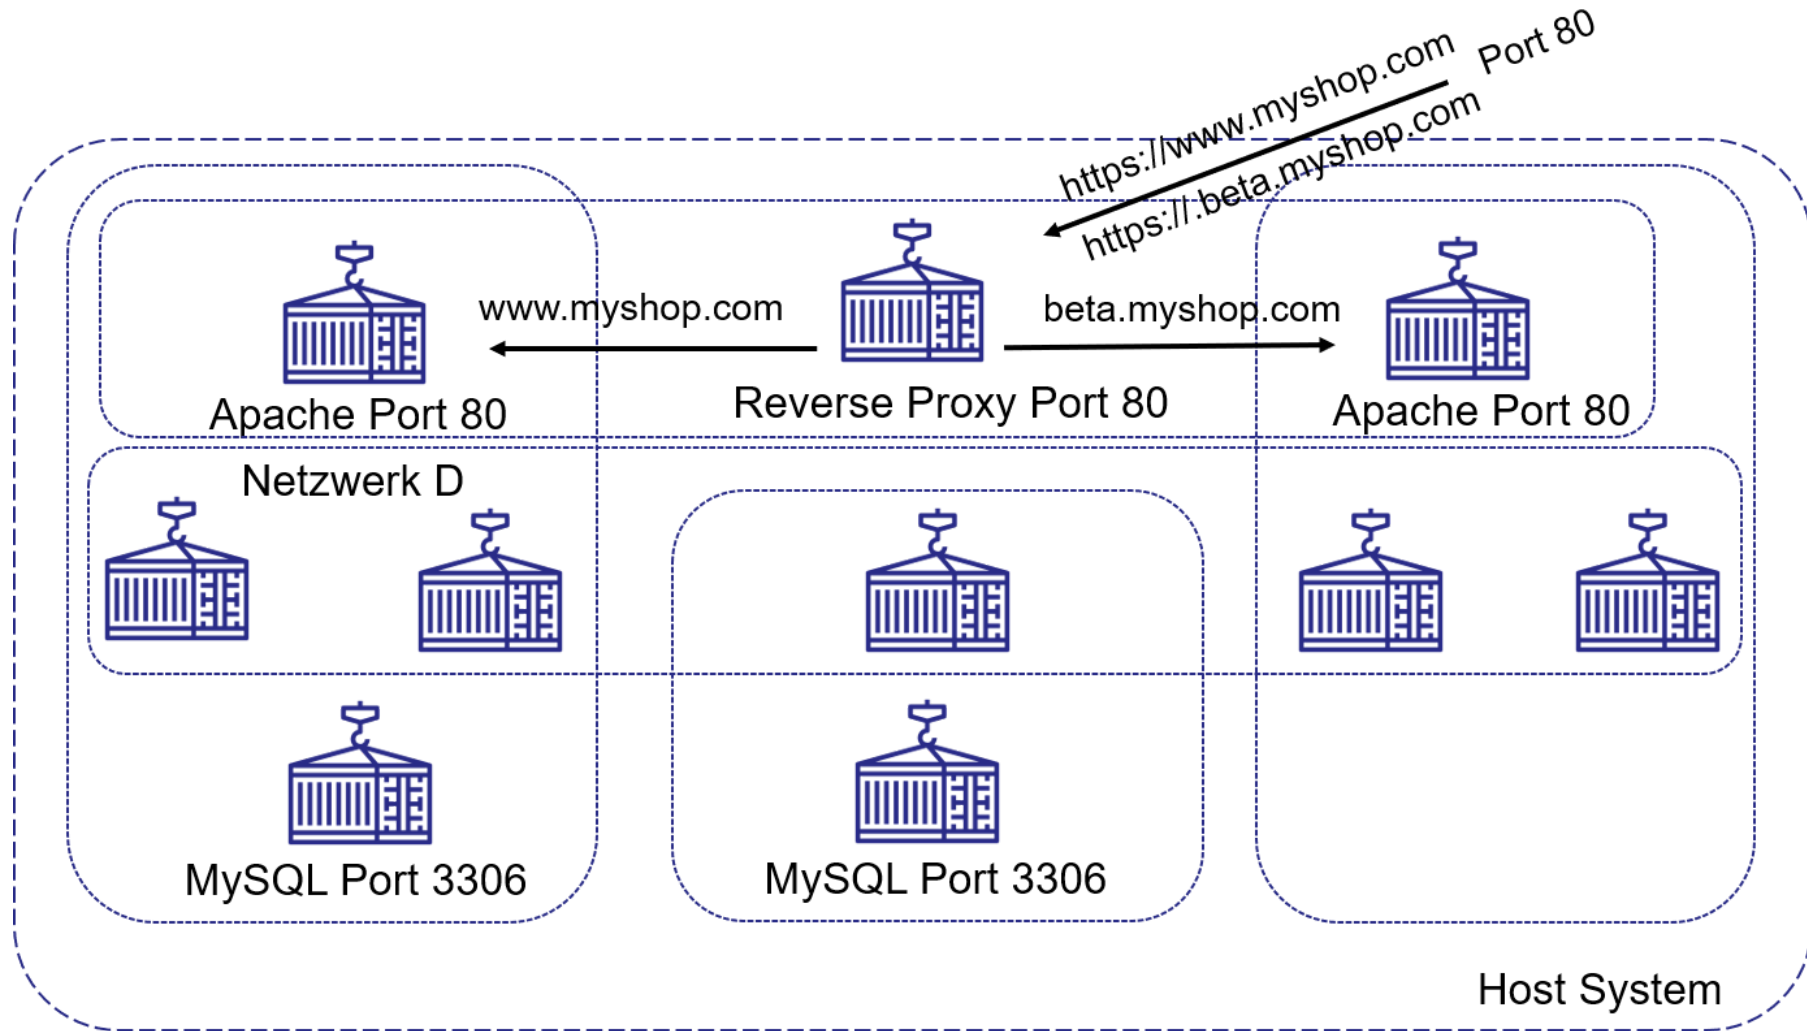 https://www.myshop.com
Port 80
https://.beta.myshop.com
www.myshop.com
beta.myshop.com
Apache Port 80
Reverse Proxy Port 80
Apache Port 80
Netzwerk D
MySQL Port 3306
MySQL Port 3306
Host System